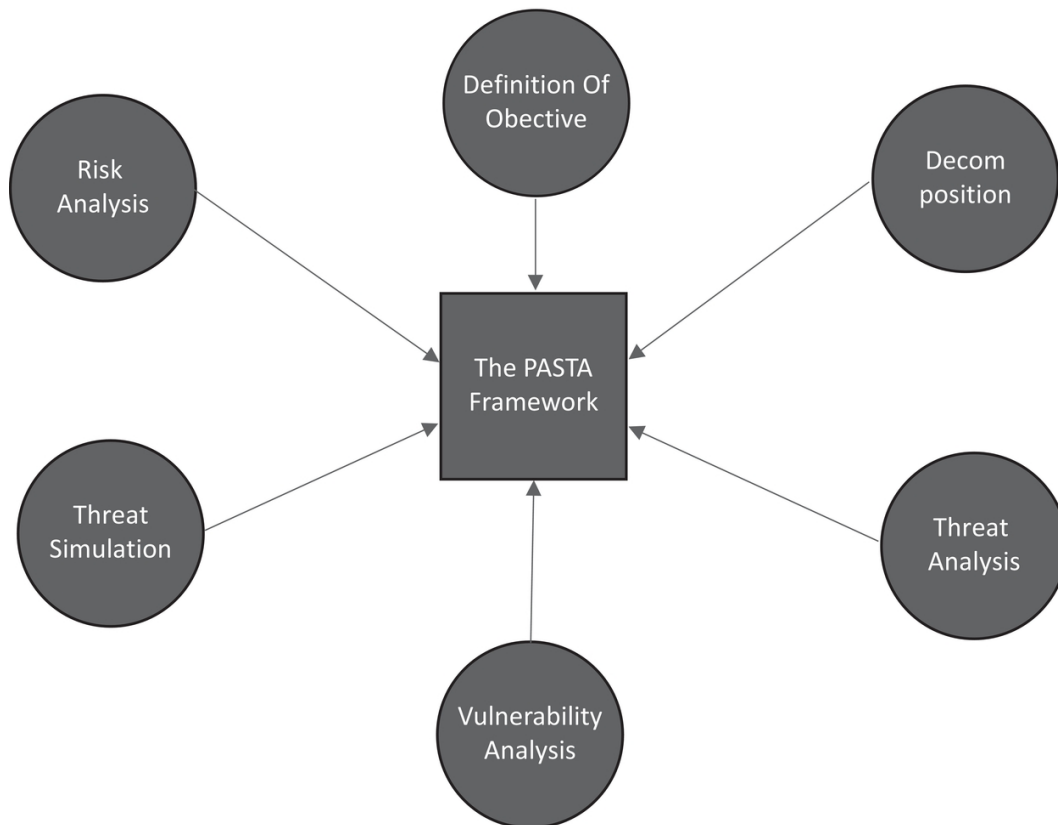 Definition Of
Obective
Risk
Analysis
Decom
position
The PASTA
Framework
Threat
Simulation
Threat
Analysis
Vulnerability
Analysis